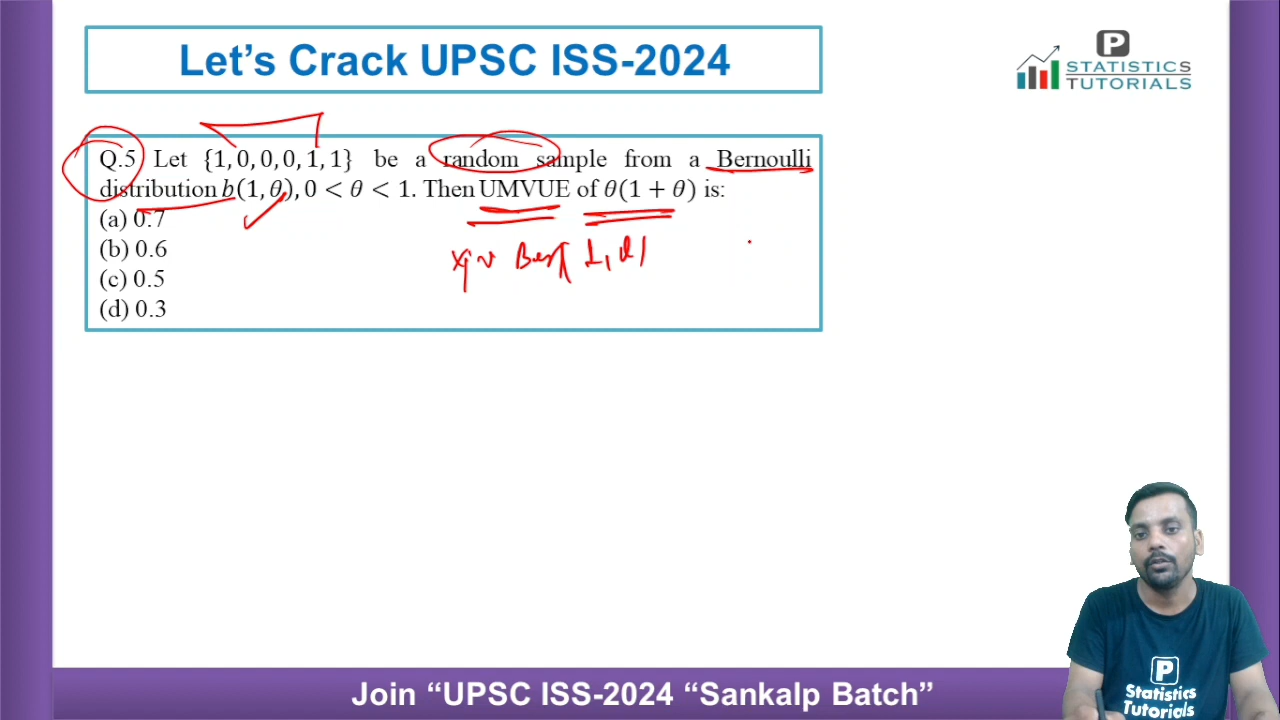 Let's Crack UPSC ISS-2024
P
STATISTICS
TUTORIALS
Q.5 Let {1, 0, 0, 0, 1, 1} be a random sample from a Bernoulli
distribution b(1, θ), 0 < θ < 1. Then UMVUE of θ(1 + θ) is:
(a) 0.7
(b) 0.6
(c) 0.5
(d) 0.3
P
Statistics
Tutorials
Join “UPSC ISS-2024 “Sankalp Batch”